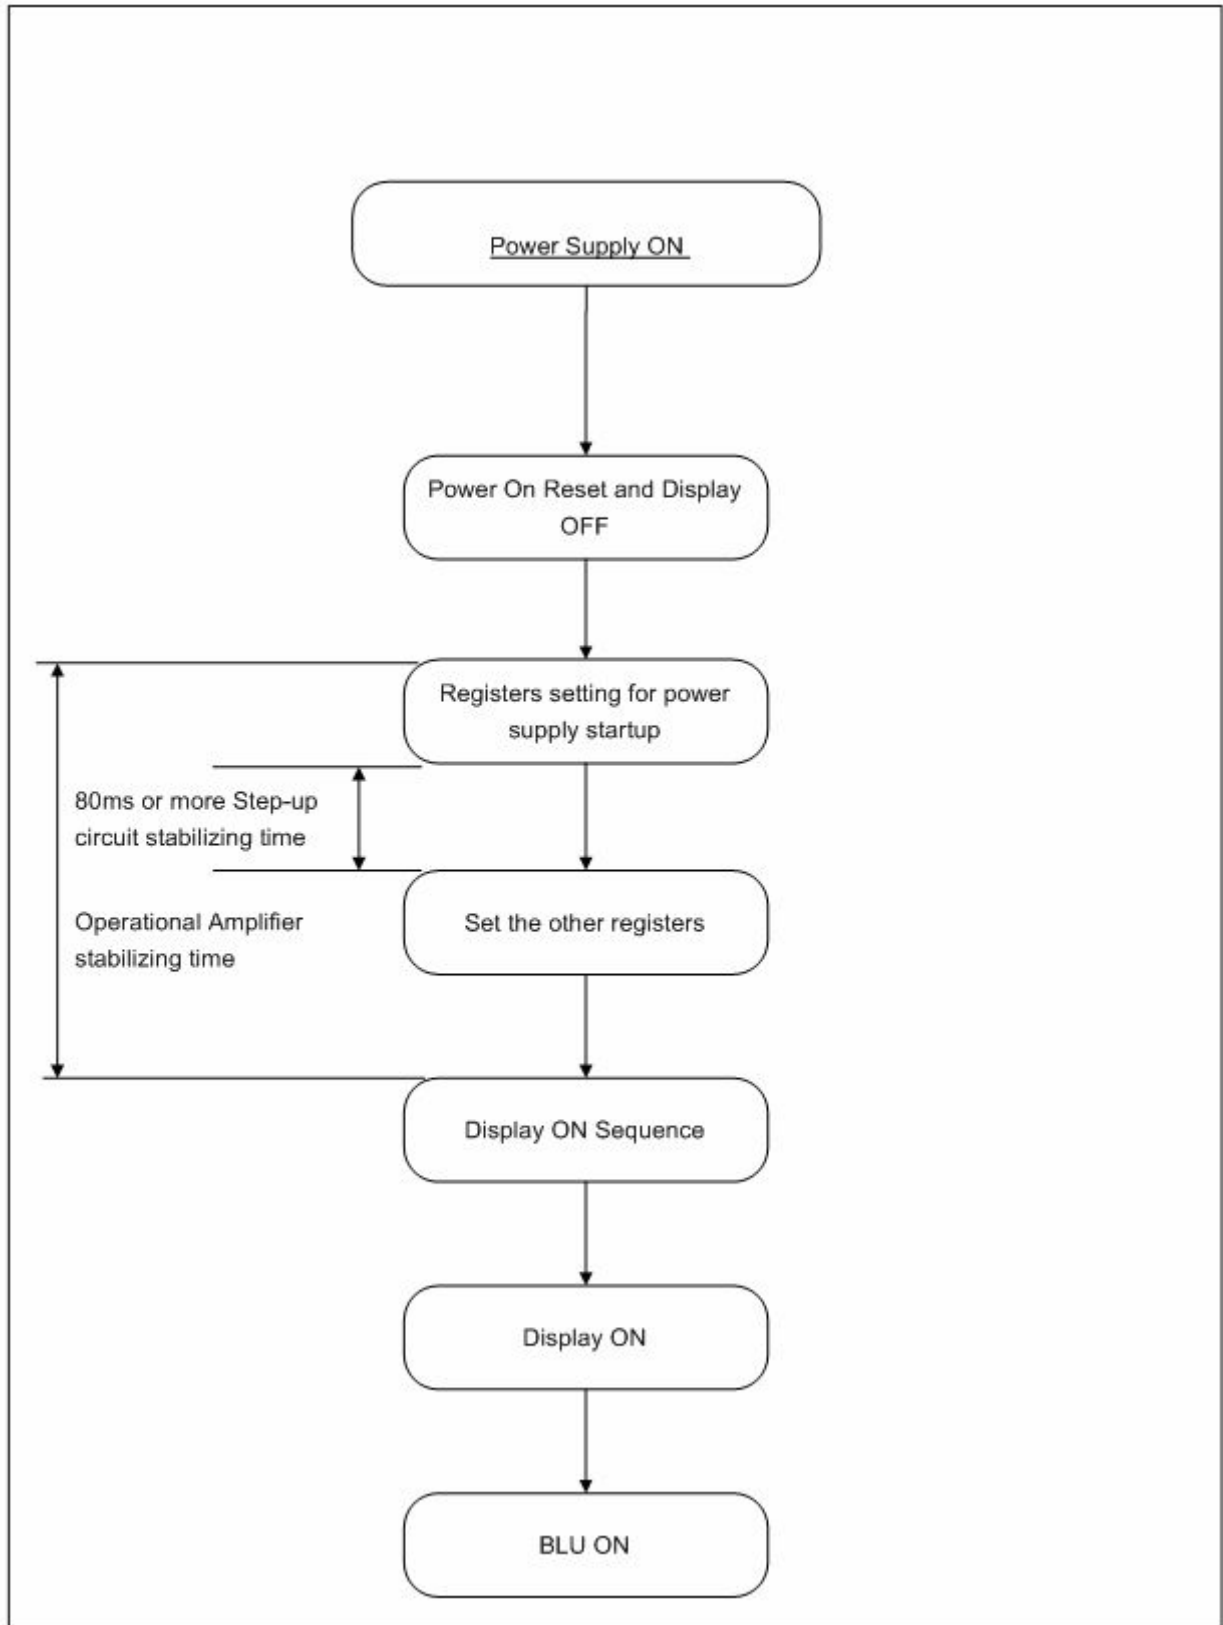 Power Supply ON
Power On Reset and Display
OFF
Registers setting for power
supply startup
80ms or more Step-up
circuit stabilizing time
Operational Amplifier
stabilizing time
Set the other registers
Display ON Sequence
Display ON
BLU ON